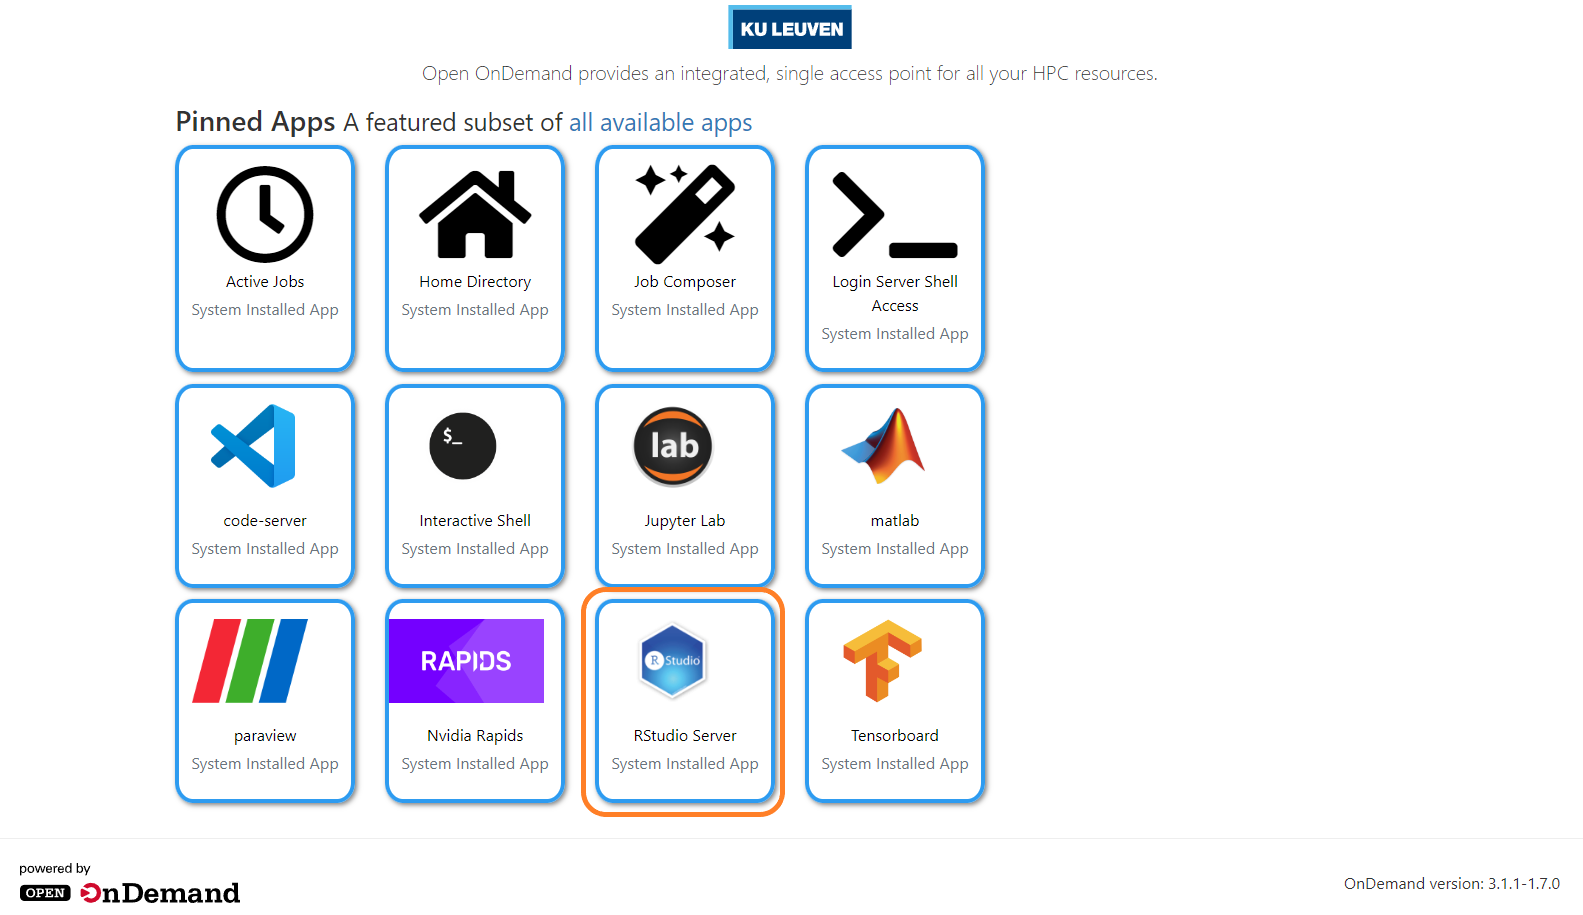 KU LEUVEN
Open OnDemand provides an integrated, single access point for all your HPC resources.
Pinned Apps A featured subset of all available apps
Active Jobs
System Installed App
Home Directory
System Installed App
Job Composer
System Installed App
Login Server Shell
Access
System Installed App
code-server
System Installed App
$_
Interactive Shell
System Installed App
lab
Jupyter Lab
System Installed App
matlab
System Installed App
paraview
System Installed App
RAPIDS
Nvidia Rapids
System Installed App
R Studio
RStudio Server
System Installed App
Tensorboard
System Installed App
powered by
OPEN OnDemand
OnDemand version: 3.1.1-1.7.0